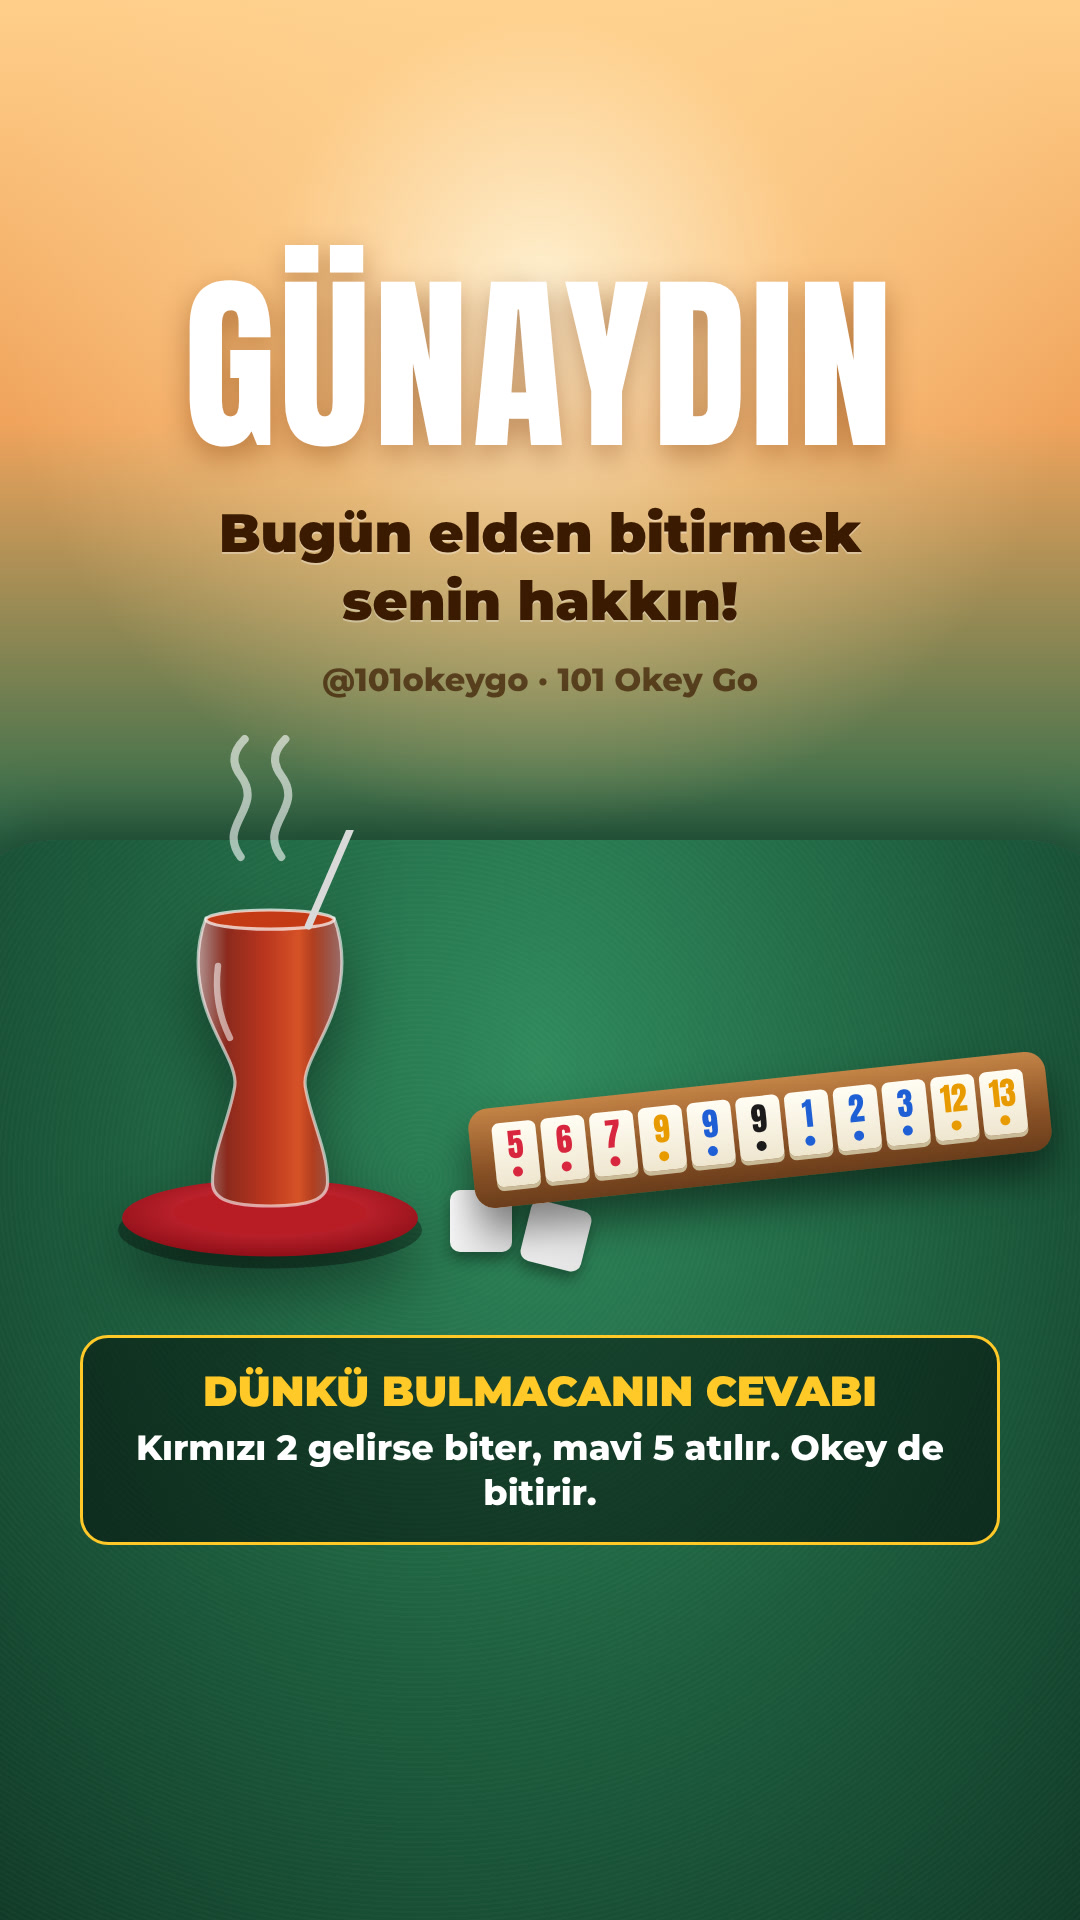 GÜNAYDIN
Bugün elden bitirmek
senin hakkın!
@101okeygo · 101 Okey Go
5 6 7 9 9 9 1 2 3 12 13
DÜNKÜ BULMACANIN CEVABI
Kırmızı 2 gelirse biter, mavi 5 atılır. Okey de
bitirir.